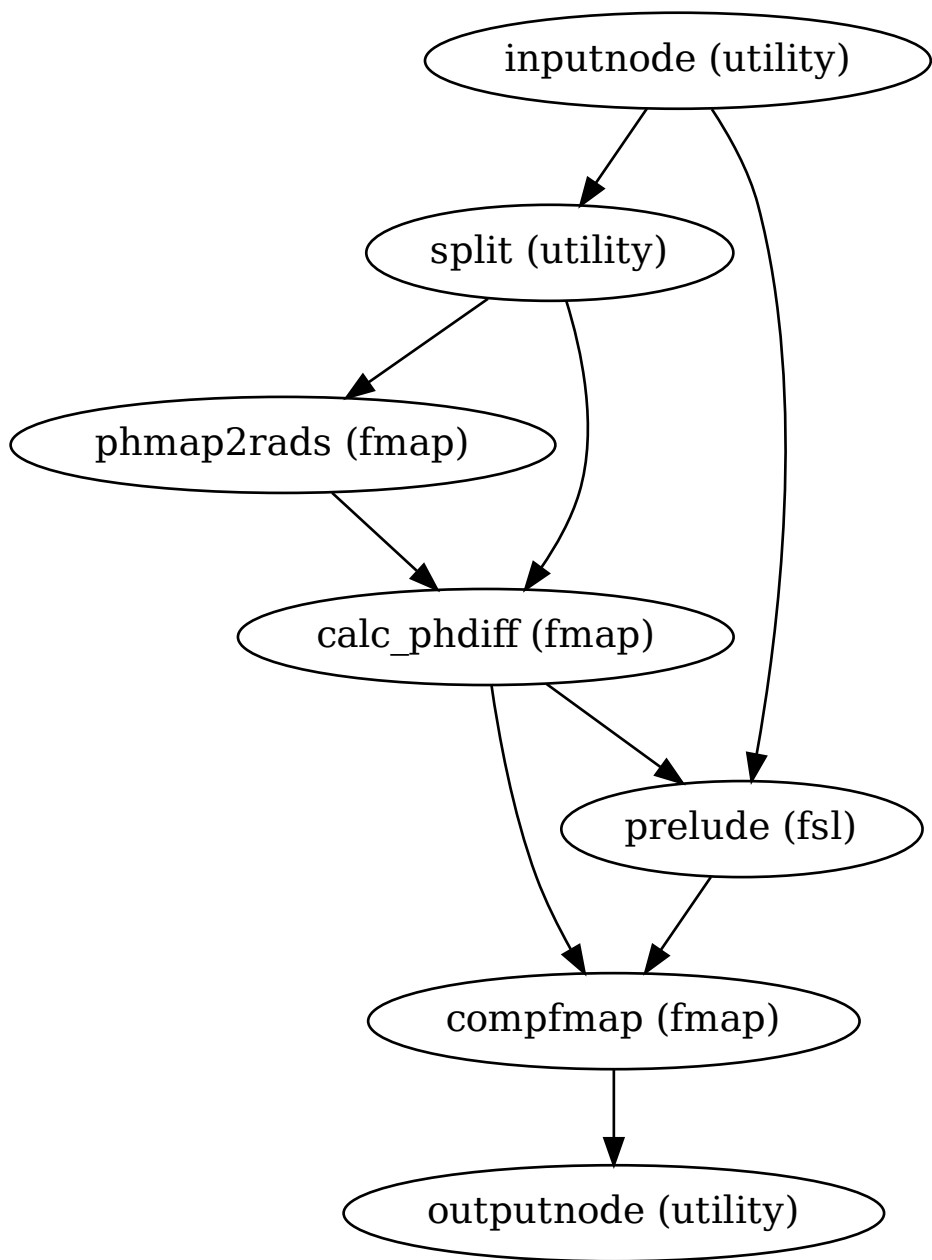 inputnode (utility)
split (utility)
phmap2rads (fmap)
calc_phdiff (fmap)
prelude (fsl)
compfmap (fmap)
outputnode (utility)